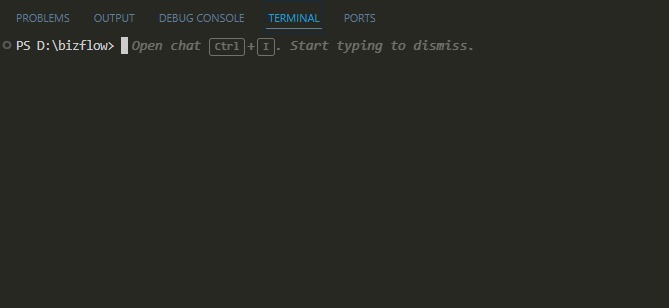 PROBLEMS OUTPUT DEBUG CONSOLE TERMINAL PORTS
PS D:\bizflow> Open chat Ctrl+I. Start typing to dismiss.